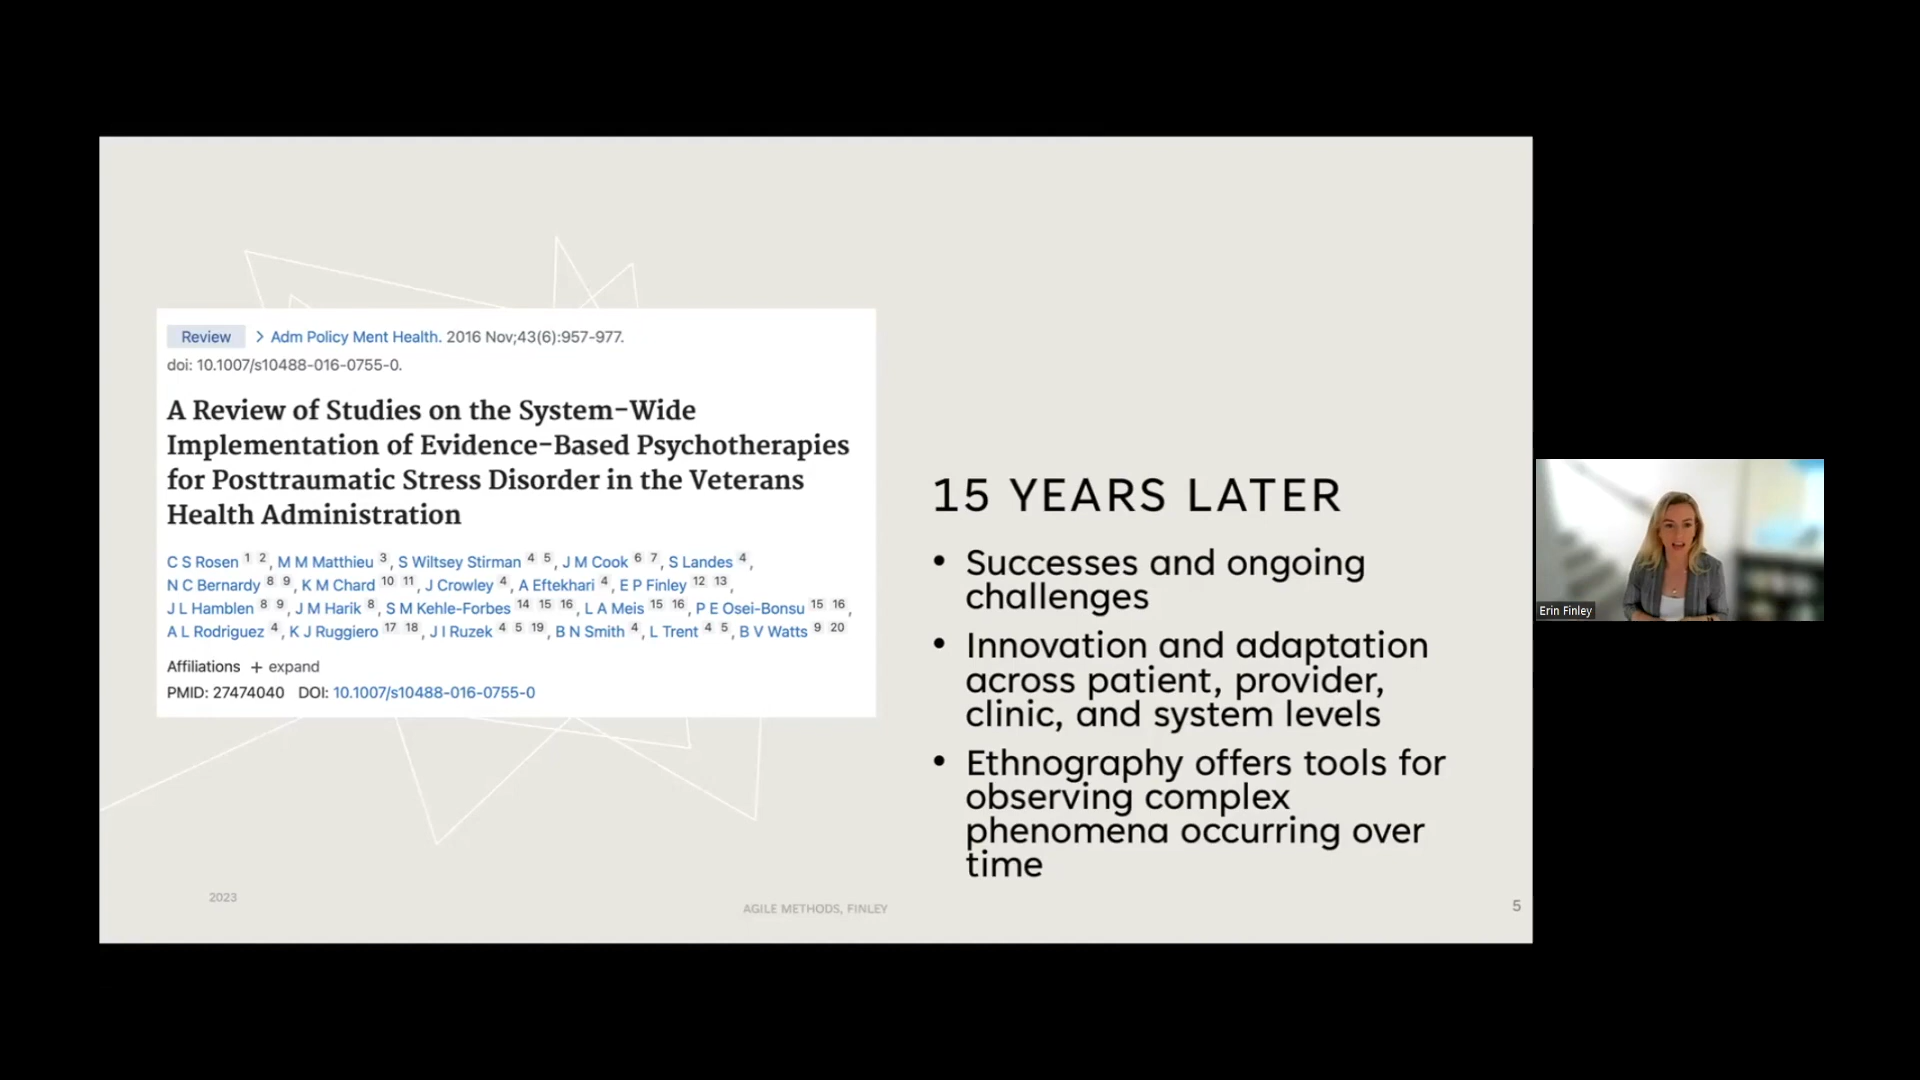 Review > Adm Policy Ment Health. 2016 Nov;43(6):957-977.
doi: 10.1007/s10488-016-0755-0.
A Review of Studies on the System-Wide
Implementation of Evidence-Based Psychotherapies
for Posttraumatic Stress Disorder in the Veterans
Health Administration
C S Rosen 1 2, M M Matthieu 3, S Wiltsey Stirman 4 5, J M Cook 6 7, S Landes 4,
N C Bernardy 8 9, K M Chard 10 11, J Crowley 4, A Eftekhari 4, E P Finley 12 13,
J L Hamblen 8 9, J M Harik 8, S M Kehle-Forbes 14 15 16, L A Meis 15 16, P E Osei-Bonsu 15 16,
A L Rodriguez 4, K J Ruggiero 17 18, J I Ruzek 4 5 19, B N Smith 4, L Trent 4 5, B V Watts 9 20
Affiliations + expand
PMID: 27474040 DOI: 10.1007/s10488-016-0755-0
15 YEARS LATER
• Successes and ongoing
challenges
• Innovation and adaptation
across patient, provider,
clinic, and system levels
• Ethnography offers tools for
observing complex
phenomena occurring over
time
2023
AGILE METHODS, FINLEY
5
Erin Finley